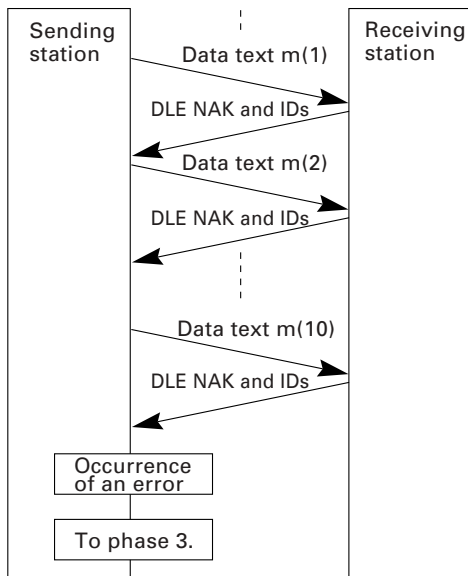 Sending
station
Receiving
station
Data text m(1)
DLE NAK and IDs
Data text m(2)
DLE NAK and IDs
Data text m(10)
DLE NAK and IDs
Occurrence
of an error
To phase 3.